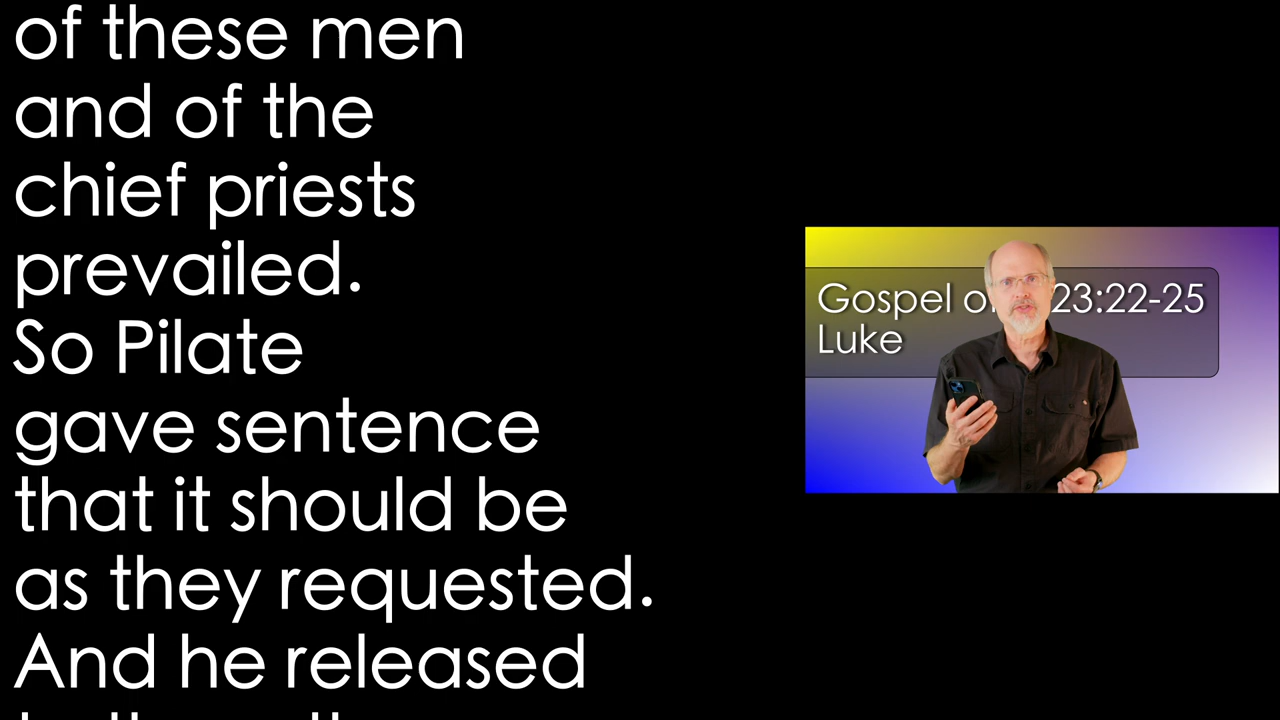 of these men
and of the
chief priests
prevailed.
So Pilate
gave sentence
that it should be
as they requested.
And he released
Gospel o 23:22-25
Luke